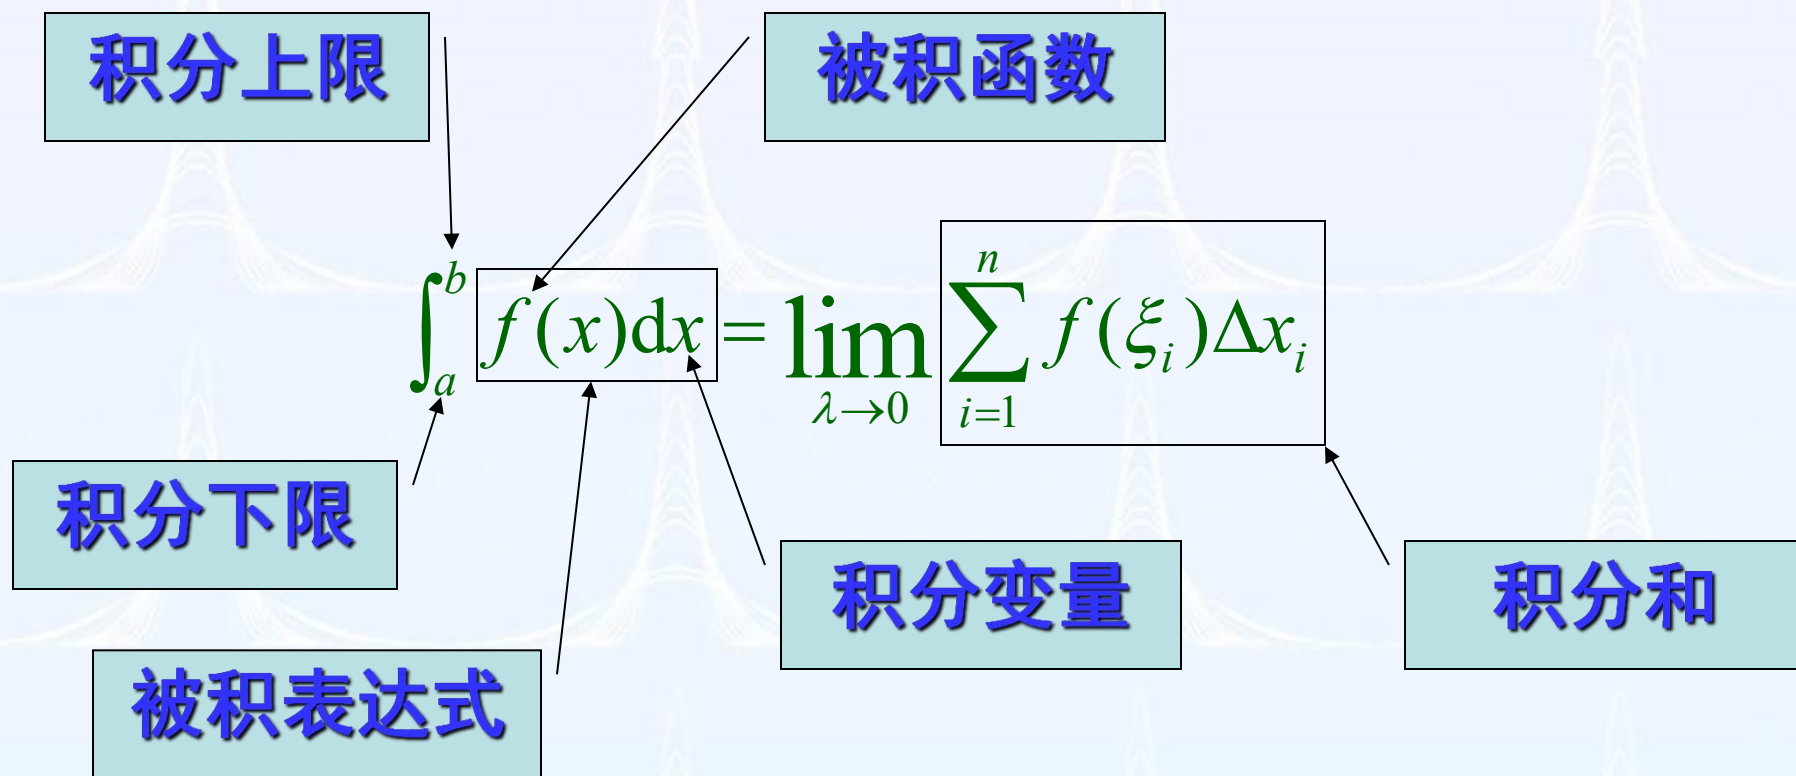 积分上限
被积函数
∫_a^b f(x)dx = lim_{λ→0} ∑_{i=1}^n f(ξ_i)Δx_i
积分下限
积分变量
积分和
被积表达式